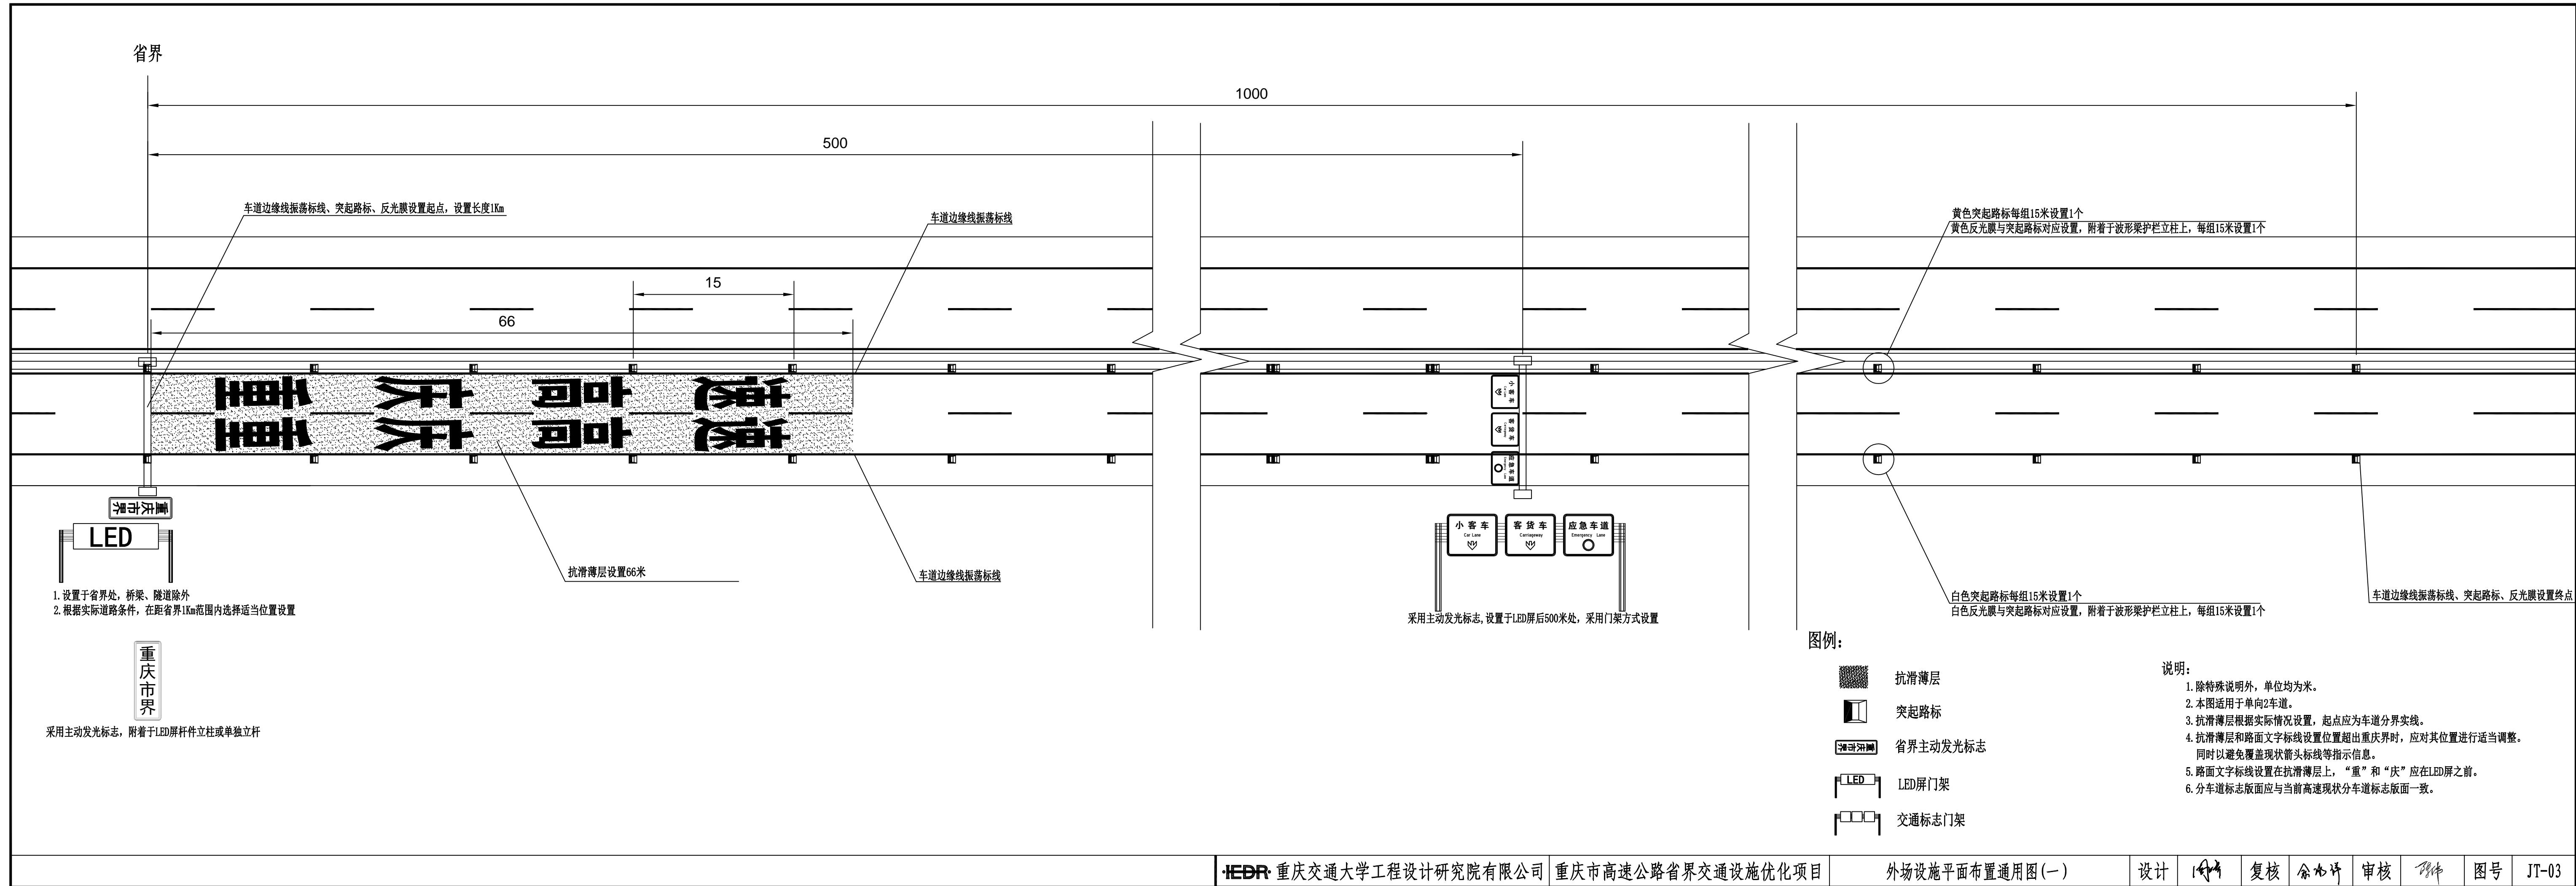 省界
1000
500
车道边缘线振荡标线、突起路标、反光膜设置起点，设置长度1Km
车道边缘线振荡标线
黄色突起路标每组15米设置1个
黄色反光膜与突起路标对应设置，附着于波形梁护栏立柱上，每组15米设置1个
15
66
重 庆 高 速
重 庆 高 速
小客车
客货车
应急车道
重庆市界
LED
1.设置于省界处，桥梁、隧道除外
2.根据实际道路条件，在距省界1Km范围内选择适当位置设置
抗滑薄层设置66米
车道边缘线振荡标线
小客车
Car Lane
客货车
Carriageway
应急车道
Emergency Lane
采用主动发光标志,设置于LED屏后500米处，采用门架方式设置
白色突起路标每组15米设置1个
白色反光膜与突起路标对应设置，附着于波形梁护栏立柱上，每组15米设置1个
车道边缘线振荡标线、突起路标、反光膜设置终点
重庆市界
采用主动发光标志，附着于LED屏杆件立柱或单独立杆
图例：
抗滑薄层
突起路标
重庆市界
省界主动发光标志
LED
LED屏门架
交通标志门架
说明：
1.除特殊说明外，单位均为米。
2.本图适用于单向2车道。
3.抗滑薄层根据实际情况设置，起点应为车道分界实线。
4.抗滑薄层和路面文字标线设置位置超出重庆界时，应对其位置进行适当调整。
同时以避免覆盖现状箭头标线等指示信息。
5.路面文字标线设置在抗滑薄层上，“重”和“庆”应在LED屏之前。
6.分车道标志版面应与当前高速现状分车道标志版面一致。
·IEDR·重庆交通大学工程设计研究院有限公司
重庆市高速公路省界交通设施优化项目
外场设施平面布置通用图(一)
设计
复核
审核
图号
JT-03